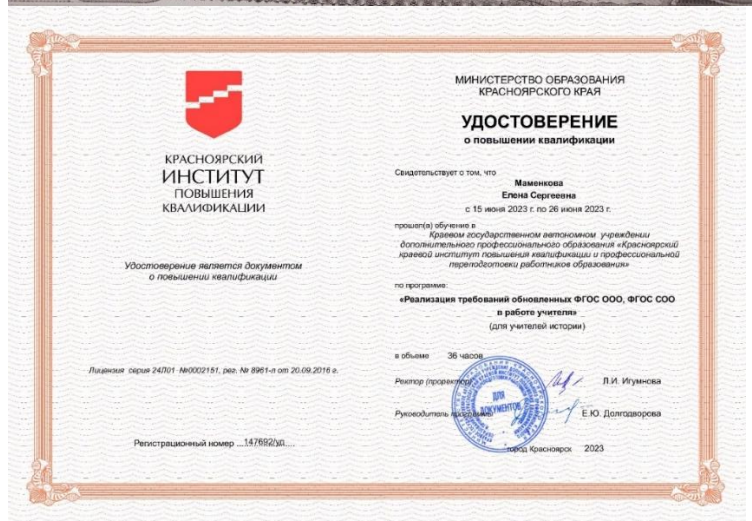 КРАСНОЯРСКИЙ
ИНСТИТУТ
ПОВЫШЕНИЯ
КВАЛИФИКАЦИИ
Удостоверение является документом
о повышении квалификации
Лицензия серия 24Л01 №0002151, рег. № 8961-л от 20.09.2016 г.
Регистрационный номер ...147692/уд....
МИНИСТЕРСТВО ОБРАЗОВАНИЯ
КРАСНОЯРСКОГО КРАЯ
УДОСТОВЕРЕНИЕ
о повышении квалификации
Свидетельствует о том, что
Маменкова
Елена Сергеевна
с 15 июня 2023 г. по 26 июня 2023 г.
прошел(а) обучение в
Краевом государственном автономном учреждении
дополнительного профессионального образования «Красноярский
краевой институт повышения квалификации и профессиональной
переподготовки работников образования»
по программе:
«Реализация требований обновленных ФГОС ООО, ФГОС СОО
в работе учителя»
(для учителей истории)
в объеме 36 часов
Ректор (проректор) Л.И. Игумнова
Руководитель программы Е.Ю. Долгодворова
ДЛЯ
ДОКУМЕНТОВ
город Красноярск 2023